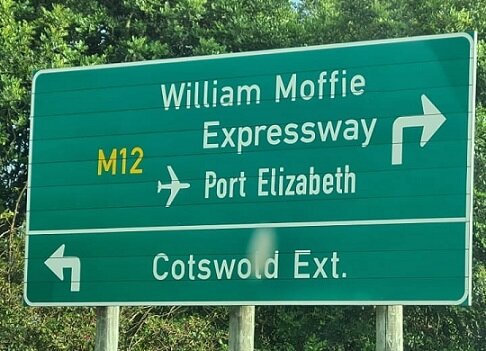 William Moffie
Expressway
M12
Port Elizabeth
Cotswold Ext.